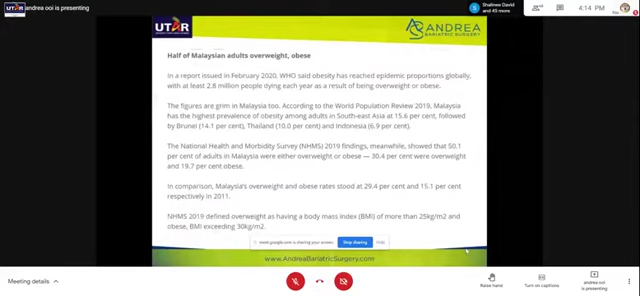 UTAR
andrea ooi is presenting
S
Shalinee David
and 45 more
4:14 PM
UTAR
ANDREA
BARIATRIC SURGERY
Half of Malaysian adults overweight, obese
In a report issued in February 2020, WHO said obesity has reached epidemic proportions globally,
with at least 2.8 million people dying each year as a result of being overweight or obese.
The figures are grim in Malaysia too. According to the World Population Review 2019, Malaysia
has the highest prevalence of obesity among adults in South-east Asia at 15.6 per cent, followed
by Brunei (14.1 per cent), Thailand (10.0 per cent) and Indonesia (6.9 per cent).
The National Health and Morbidity Survey (NHMS) 2019 findings, meanwhile, showed that 50.1
per cent of adults in Malaysia were either overweight or obese — 30.4 per cent were overweight
and 19.7 per cent obese.
In comparison, Malaysia's overweight and obese rates stood at 29.4 per cent and 15.1 per cent
respectively in 2011.
NHMS 2019 defined overweight as having a body mass index (BMI) of more than 25kg/m2 and
obese, BMI exceeding 30kg/m2.
meet.google.com is sharing your screen.
Stop sharing
Hide
www.AndreaBariatricSurgery.com
Meeting details
Raise hand
Turn on captions
andrea ooi
is presenting